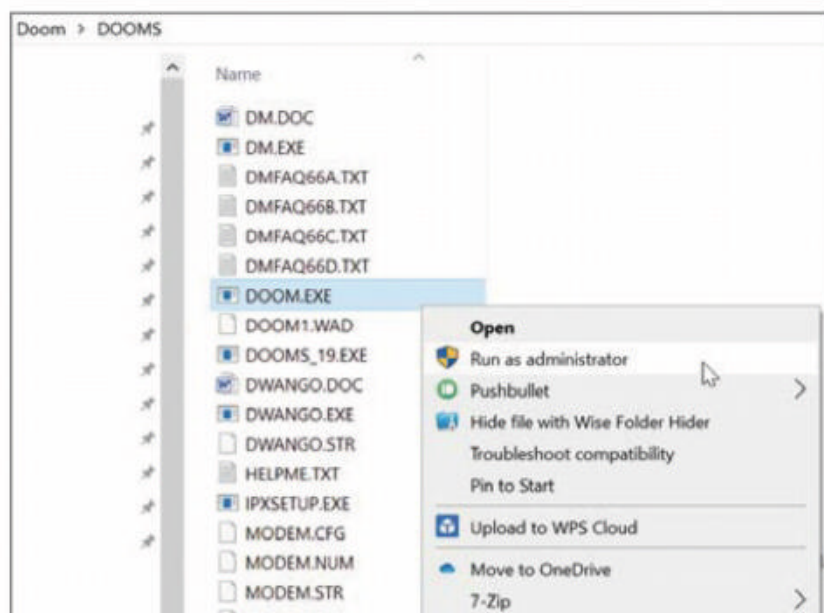 Doom > DOOMS
Name
DM.DOC
DM.EXE
DMFAQ66A.TXT
DMFAQ66B.TXT
DMFAQ66C.TXT
DMFAQ66D.TXT
DOOM.EXE
DOOM1.WAD
DOOMS_19.EXE
DWANGO.DOC
DWANGO.EXE
DWANGO.STR
HELPME.TXT
IPXSETUP.EXE
MODEM.CFG
MODEM.NUM
MODEM.STR
Open
Run as administrator
Pushbullet
Hide file with Wise Folder Hider
Troubleshoot compatibility
Pin to Start
Upload to WPS Cloud
Move to OneDrive
7-Zip